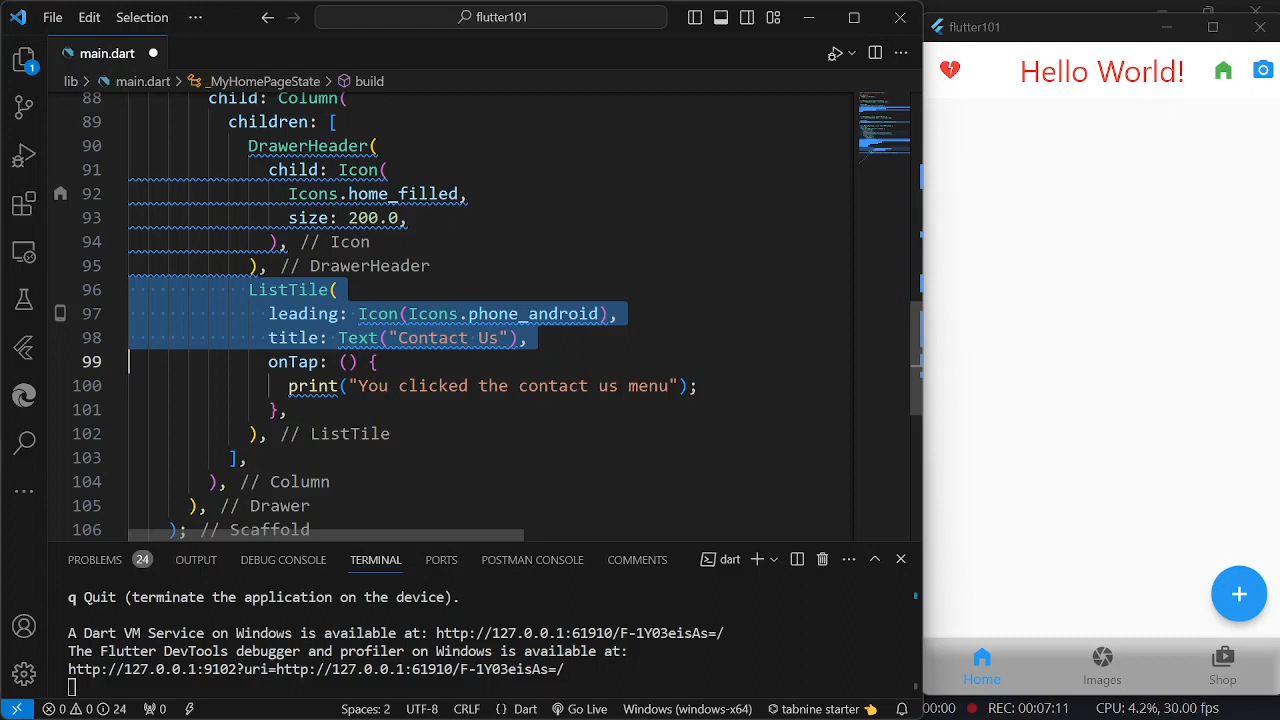 File Edit Selection ··· flutter101
main.dart
lib > main.dart > _MyHomePageState > build
88 child: Column(
89 children: [
90 DrawerHeader(
91 child: Icon(
92 Icons.home_filled,
93 size: 200.0,
94 ), // Icon
95 ), // DrawerHeader
96 ListTile(
97 leading: Icon(Icons.phone_android),
98 title: Text("Contact Us"),
99 onTap: () {
100 print("You clicked the contact us menu");
101 },
102 ), // ListTile
103 ],
104 ), // Column
105 ), // Drawer
106 ); // Scaffold
PROBLEMS 24 OUTPUT DEBUG CONSOLE TERMINAL PORTS POSTMAN CONSOLE COMMENTS dart
q Quit (terminate the application on the device).
A Dart VM Service on Windows is available at: http://127.0.0.1:61910/F-1Y03eisAs=/
The Flutter DevTools debugger and profiler on Windows is available at:
http://127.0.0.1:9102?uri=http://127.0.0.1:61910/F-1Y03eisAs=/
0 0 24 0 Spaces: 2 UTF-8 CRLF {} Dart Go Live Windows (windows-x64) tabnine starter
1
flutter101
Hello World!
Home Images Shop
00:00 REC: 00:07:11 CPU: 4.2%, 30.00 fps